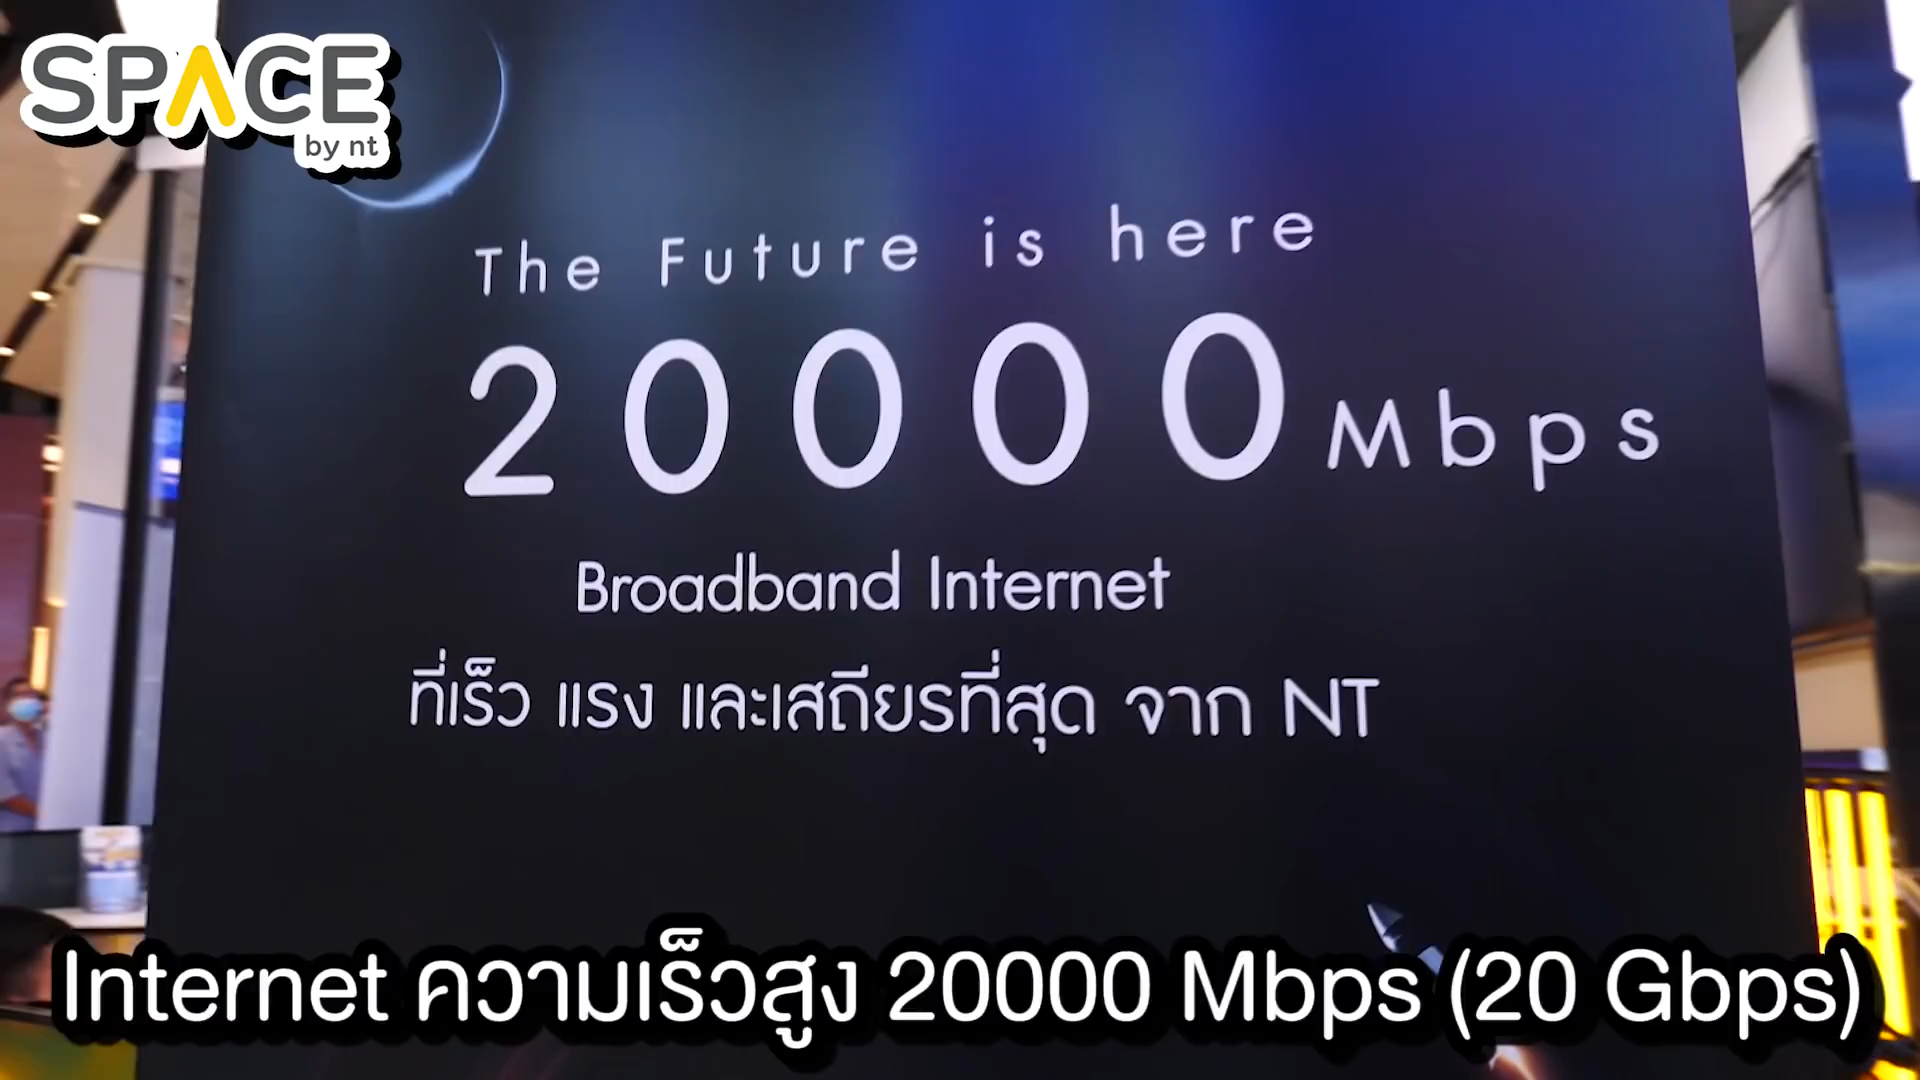 SPACE
by nt
The Future is here
20000 Mbps
Broadband Internet
ที่เร็ว แรง และเสถียรที่สุด จาก NT
Internet ความเร็วสูง 20000 Mbps (20 Gbps)